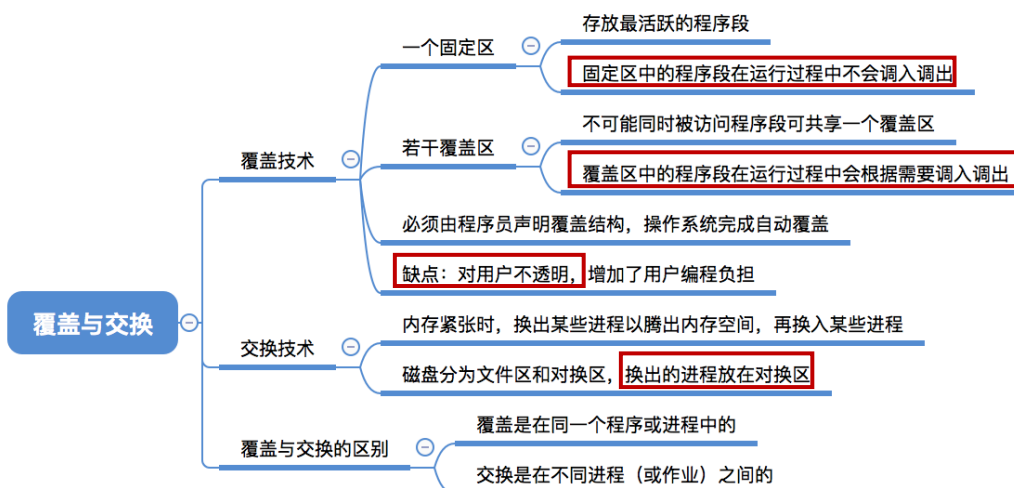 一个固定区
存放最活跃的程序段
固定区中的程序段在运行过程中不会调入调出
若干覆盖区
不可能同时被访问程序段可共享一个覆盖区
覆盖区中的程序段在运行过程中会根据需要调入调出
覆盖技术
必须由程序员声明覆盖结构，操作系统完成自动覆盖
缺点：对用户不透明，增加了用户编程负担
覆盖与交换
交换技术
内存紧张时，换出某些进程以腾出内存空间，再换入某些进程
磁盘分为文件区和对换区，换出的进程放在对换区
覆盖与交换的区别
覆盖是在同一个程序或进程中的
交换是在不同进程（或作业）之间的